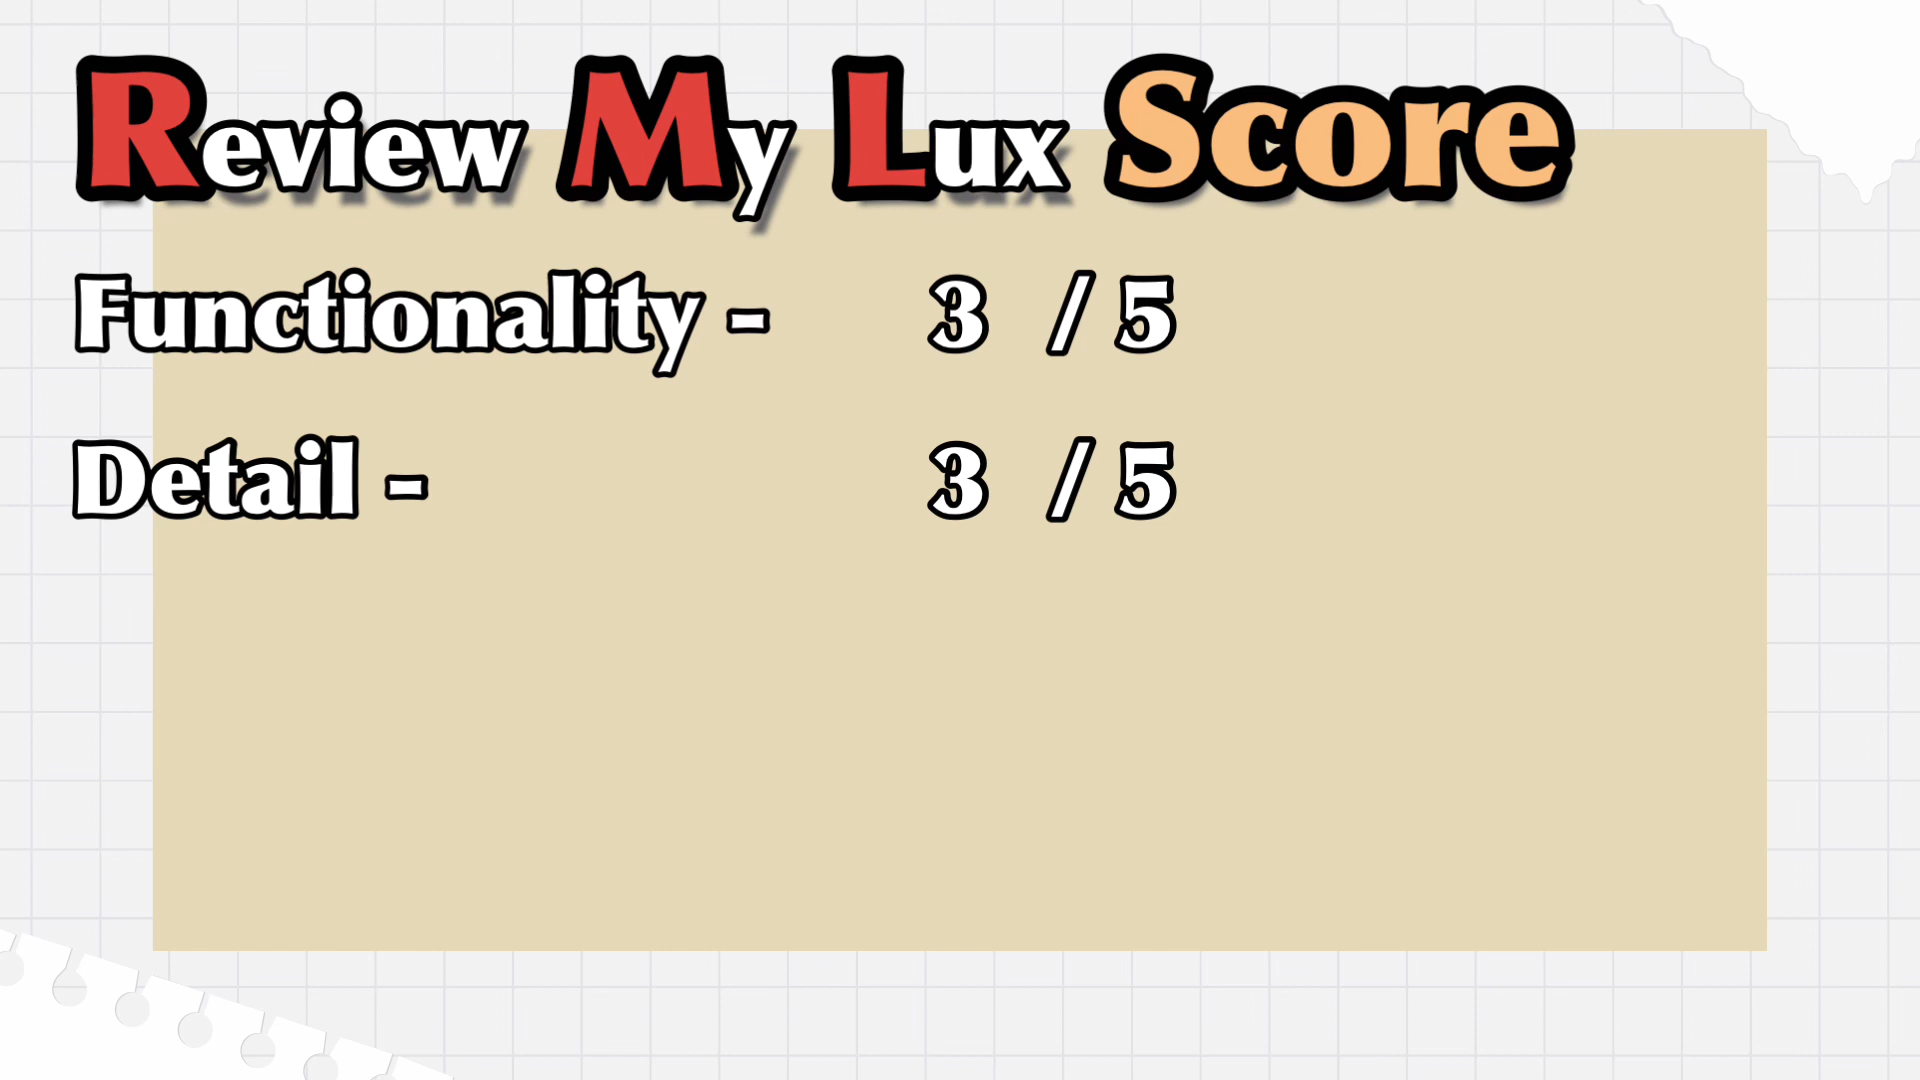 Review My Lux Score
Functionality - 3 / 5
Detail - 3 / 5